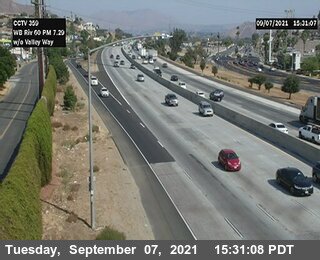 CCTV 359
WB Riv 60 PM 7.29
w/o Valley Way
09/07/2021 15:31:07
Tuesday, September 07, 2021 15:31:08 PDT